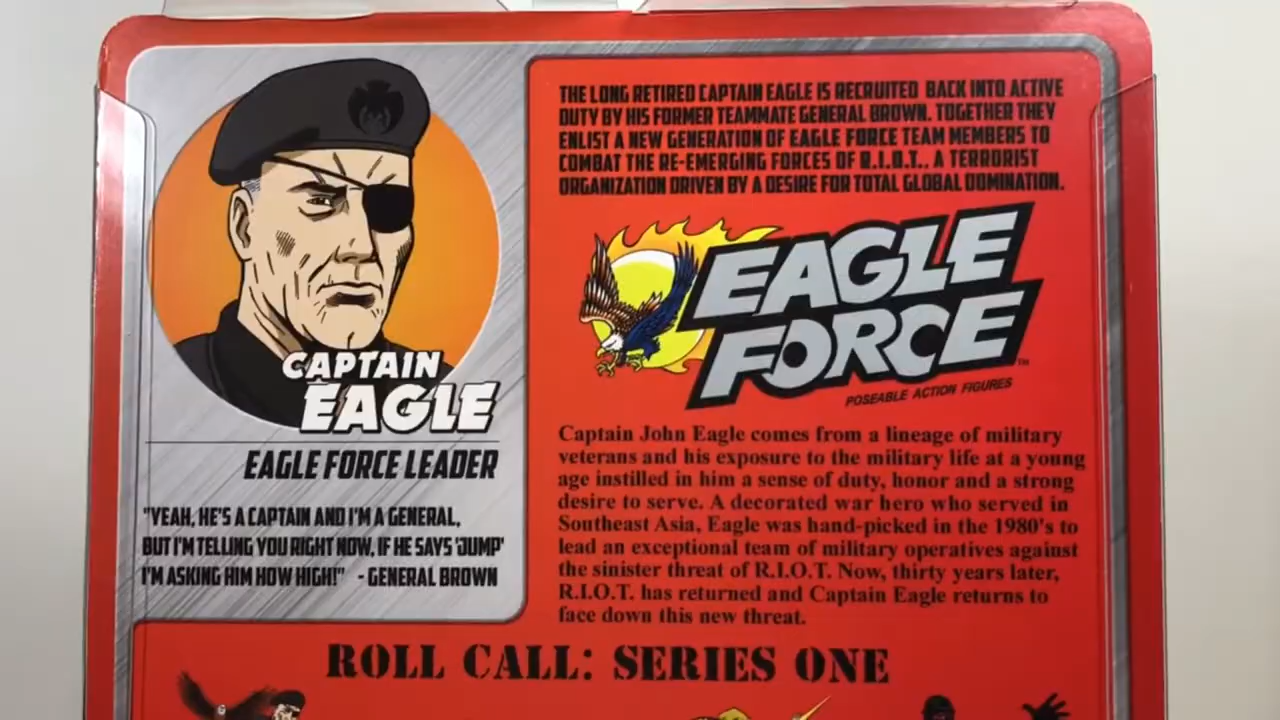 CAPTAIN
EAGLE
EAGLE FORCE LEADER
"YEAH, HE'S A CAPTAIN AND I'M A GENERAL,
BUT I'M TELLING YOU RIGHT NOW, IF HE SAYS 'JUMP'
I'M ASKING HIM HOW HIGH!" - GENERAL BROWN
THE LONG RETIRED CAPTAIN EAGLE IS RECRUITED BACK INTO ACTIVE
DUTY BY HIS FORMER TEAMMATE GENERAL BROWN. TOGETHER THEY
ENLIST A NEW GENERATION OF EAGLE FORCE TEAM MEMBERS TO
COMBAT THE RE-EMERGING FORCES OF R.I.O.T.. A TERRORIST
ORGANIZATION DRIVEN BY A DESIRE FOR TOTAL GLOBAL DOMINATION.
EAGLE
FORCE™
POSEABLE ACTION FIGURES
Captain John Eagle comes from a lineage of military
veterans and his exposure to the military life at a young
age instilled in him a sense of duty, honor and a strong
desire to serve. A decorated war hero who served in
Southeast Asia, Eagle was hand-picked in the 1980's to
lead an exceptional team of military operatives against
the sinister threat of R.I.O.T. Now, thirty years later,
R.I.O.T. has returned and Captain Eagle returns to
face down this new threat.
ROLL CALL: SERIES ONE